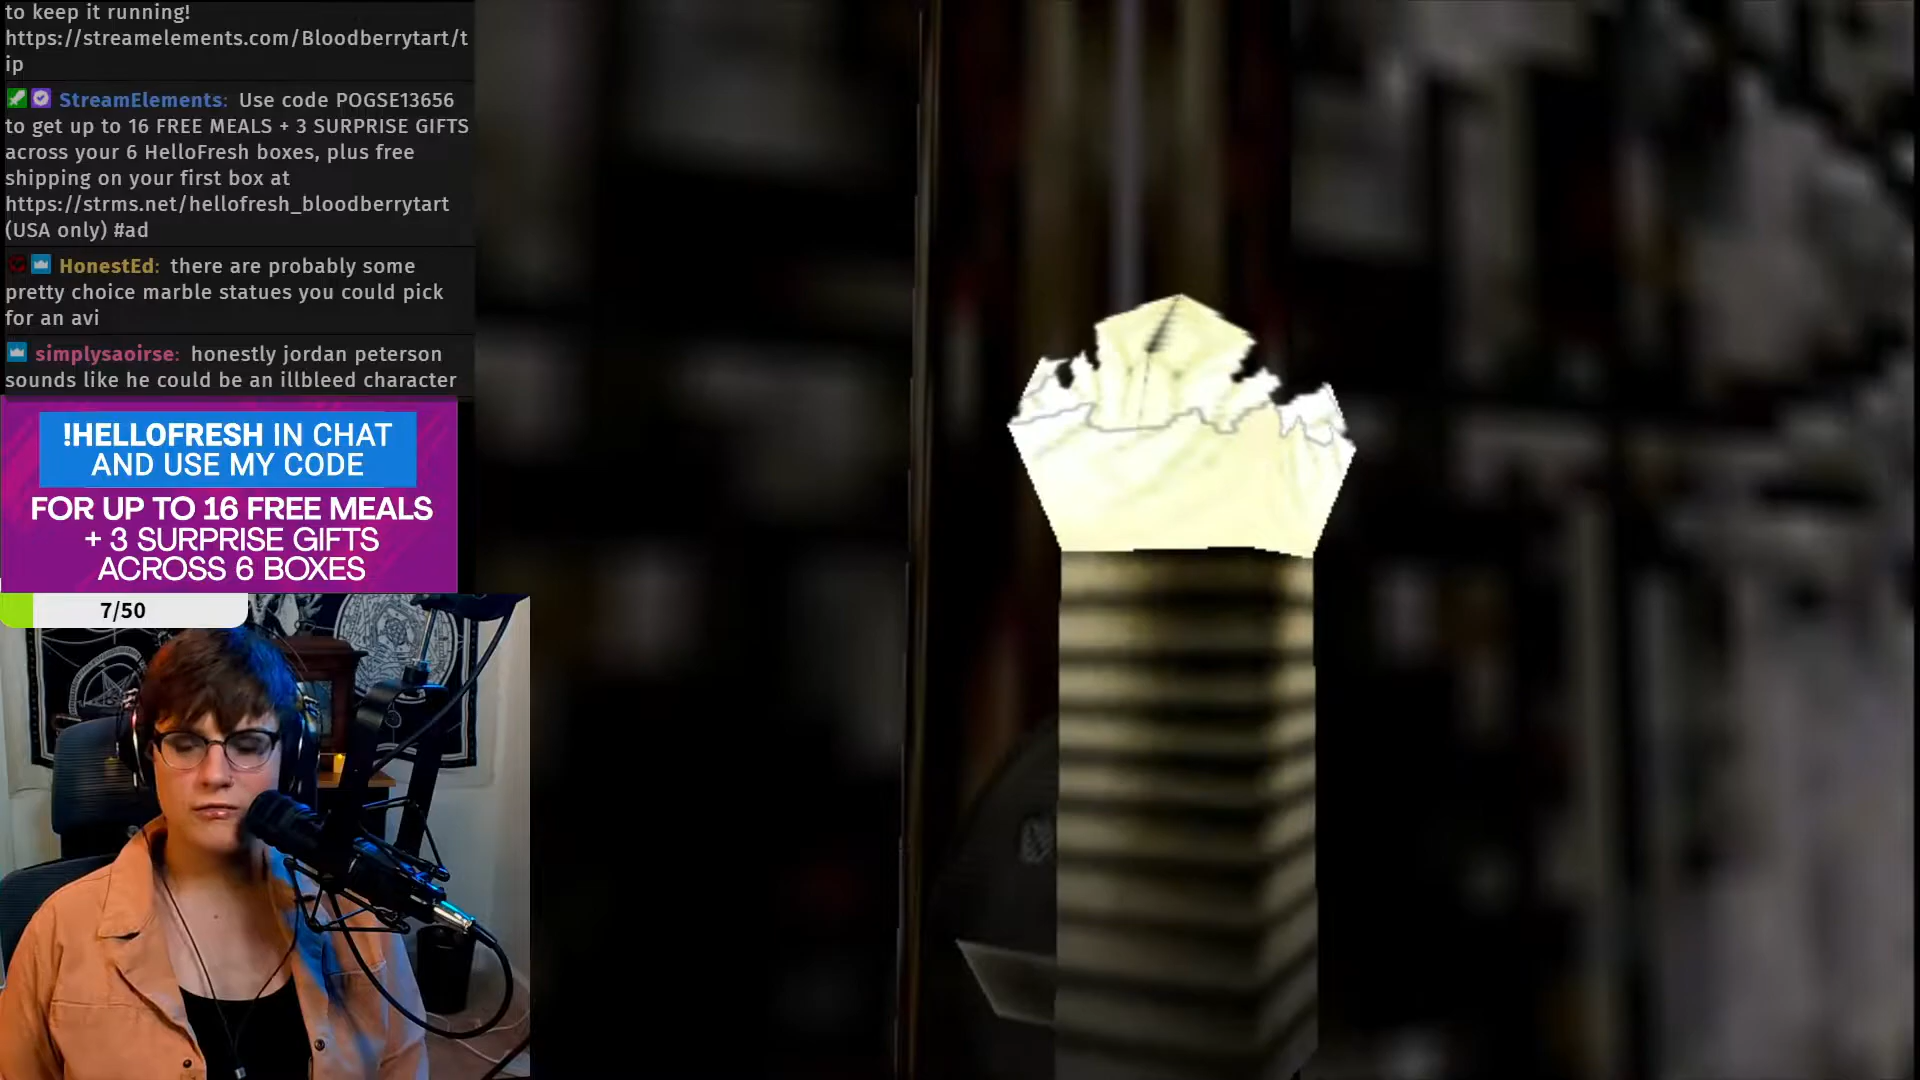 to keep it running!
https://streamelements.com/Bloodberrytart/t
ip
StreamElements: Use code POGSE13656
to get up to 16 FREE MEALS + 3 SURPRISE GIFTS
across your 6 HelloFresh boxes, plus free
shipping on your first box at
https://strms.net/hellofresh_bloodberrytart
(USA only) #ad
HonestEd: there are probably some
pretty choice marble statues you could pick
for an avi
simplysaoirse: honestly jordan peterson
sounds like he could be an illbleed character
!HELLOFRESH IN CHAT
AND USE MY CODE
FOR UP TO 16 FREE MEALS
+ 3 SURPRISE GIFTS
ACROSS 6 BOXES
7/50